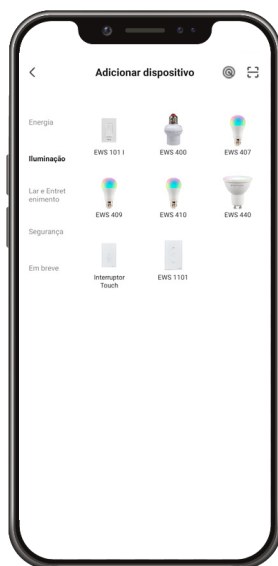 Adicionar dispositivo
Energia
Iluminação
Lar e Entret
enimento
Segurança
Em breve
EWS 101 I
EWS 400
EWS 407
EWS 409
EWS 410
EWS 440
Interruptor
Touch
EWS 1101